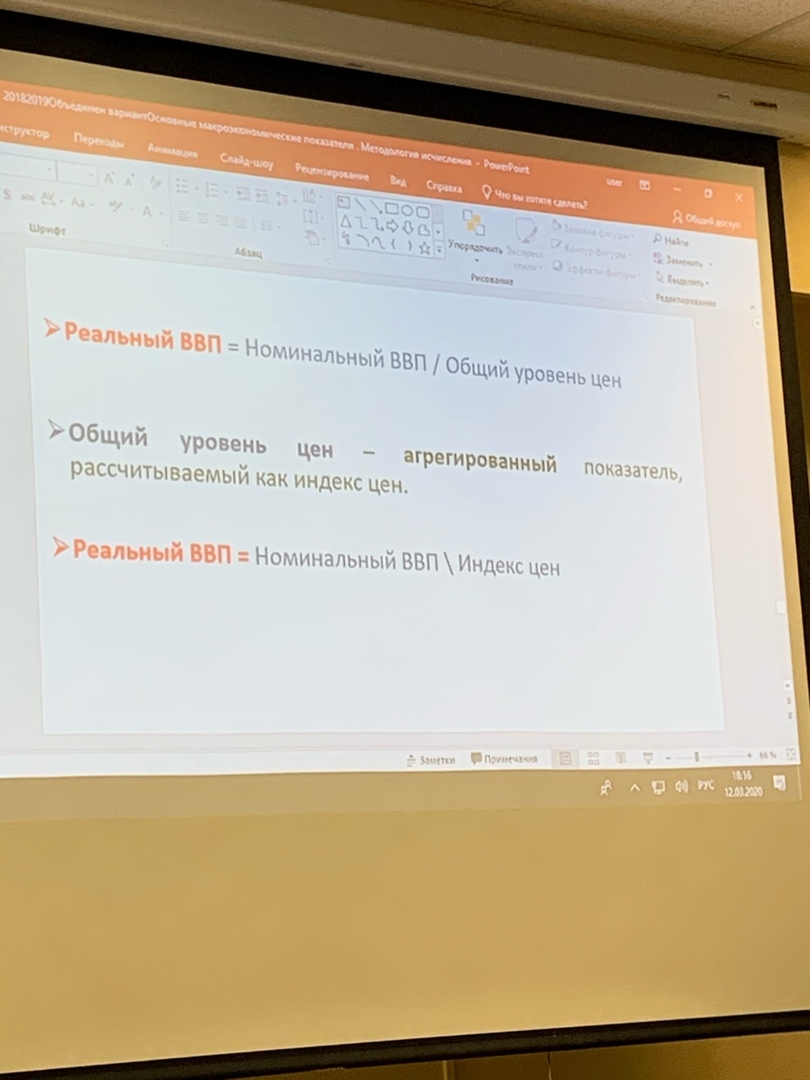 20182019Объединен вариантОсновные макроэкономические показатели . Методология исчисления - PowerPoint
user
нструктор Переходы Анимация Слайд-шоу Рецензирование Вид Справка Что вы хотите сделать?
Общий доступ
Шрифт
Абзац
Упорядочить Экспресс-
стили
Рисование
Заливка фигуры
Контур фигуры
Эффекты фигуры
Найти
Заменить
Выделить
Редактирование
Реальный ВВП = Номинальный ВВП / Общий уровень цен
Общий уровень цен – агрегированный показатель,
рассчитываемый как индекс цен.
Реальный ВВП = Номинальный ВВП \ Индекс цен
Заметки Примечания 66 %
РУС
18:16
12.03.2020